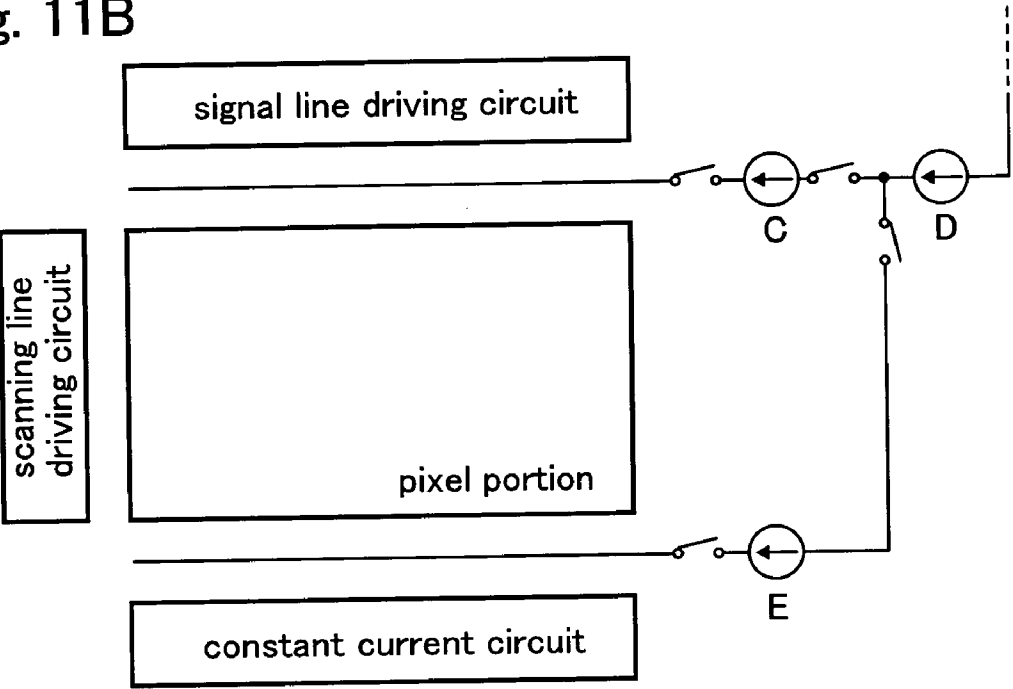 g. 11B
signal line driving circuit
C
D
scanning line
driving circuit
pixel portion
E
constant current circuit